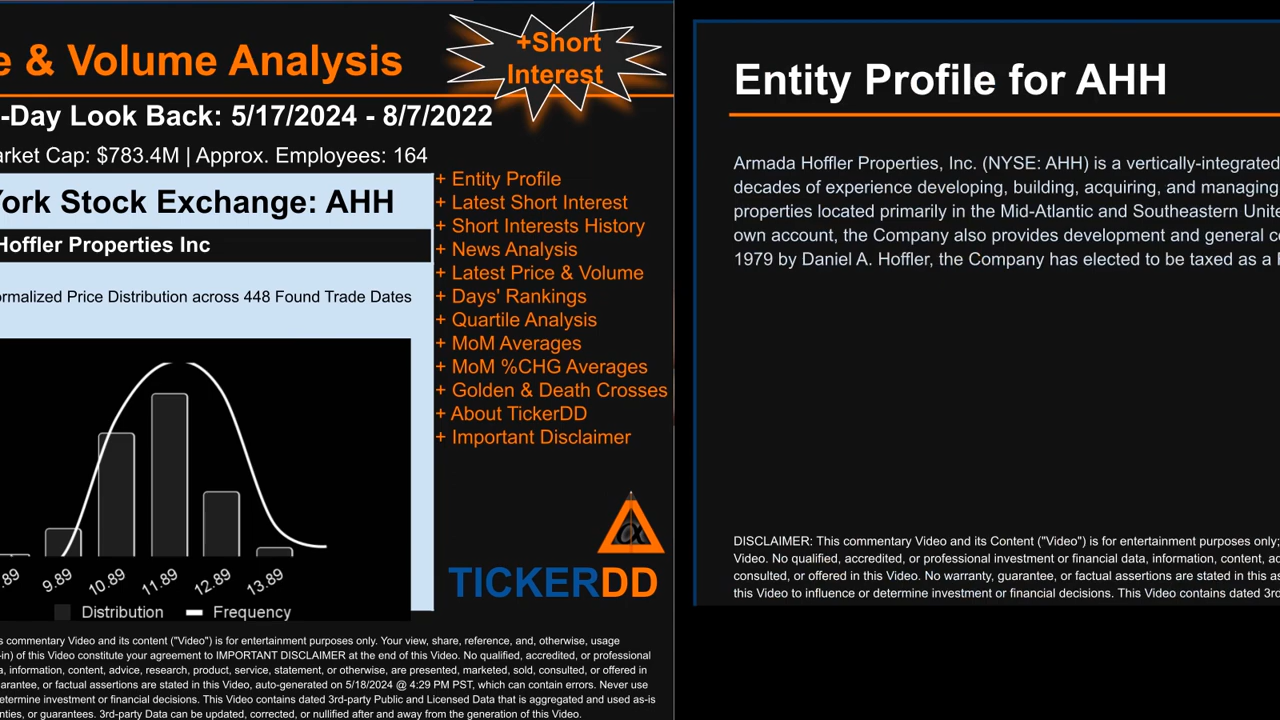 e & Volume Analysis
+Short
Interest
-Day Look Back: 5/17/2024 - 8/7/2022
arket Cap: $783.4M | Approx. Employees: 164
York Stock Exchange: AHH
Hoffler Properties Inc
ormalized Price Distribution across 448 Found Trade Dates
.89
9.89
10.89
11.89
12.89
13.89
Distribution
Frequency
+ Entity Profile
+ Latest Short Interest
+ Short Interests History
+ News Analysis
+ Latest Price & Volume
+ Days' Rankings
+ Quartile Analysis
+ MoM Averages
+ MoM %CHG Averages
+ Golden & Death Crosses
+ About TickerDD
+ Important Disclaimer
TICKERDD
s commentary Video and its content ("Video") is for entertainment purposes only. Your view, share, reference, and, otherwise, usage
-in) of this Video constitute your agreement to IMPORTANT DISCLAIMER at the end of this Video. No qualified, accredited, or professional
a, information, content, advice, research, product, service, statement, or otherwise, are presented, marketed, sold, consulted, or offered in
arantee, or factual assertions are stated in this Video, auto-generated on 5/18/2024 @ 4:29 PM PST, which can contain errors. Never use
etermine investment or financial decisions. This Video contains dated 3rd-party Public and Licensed Data that is aggregated and used as-is
nties, or guarantees. 3rd-party Data can be updated, corrected, or nullified after and away from the generation of this Video.
Entity Profile for AHH
Armada Hoffler Properties, Inc. (NYSE: AHH) is a vertically-integrated
decades of experience developing, building, acquiring, and managing
properties located primarily in the Mid-Atlantic and Southeastern Unite
own account, the Company also provides development and general c
1979 by Daniel A. Hoffler, the Company has elected to be taxed as a
DISCLAIMER: This commentary Video and its Content ("Video") is for entertainment purposes only;
Video. No qualified, accredited, or professional investment or financial data, information, content, ad
consulted, or offered in this Video. No warranty, guarantee, or factual assertions are stated in this as
this Video to influence or determine investment or financial decisions. This Video contains dated 3rd